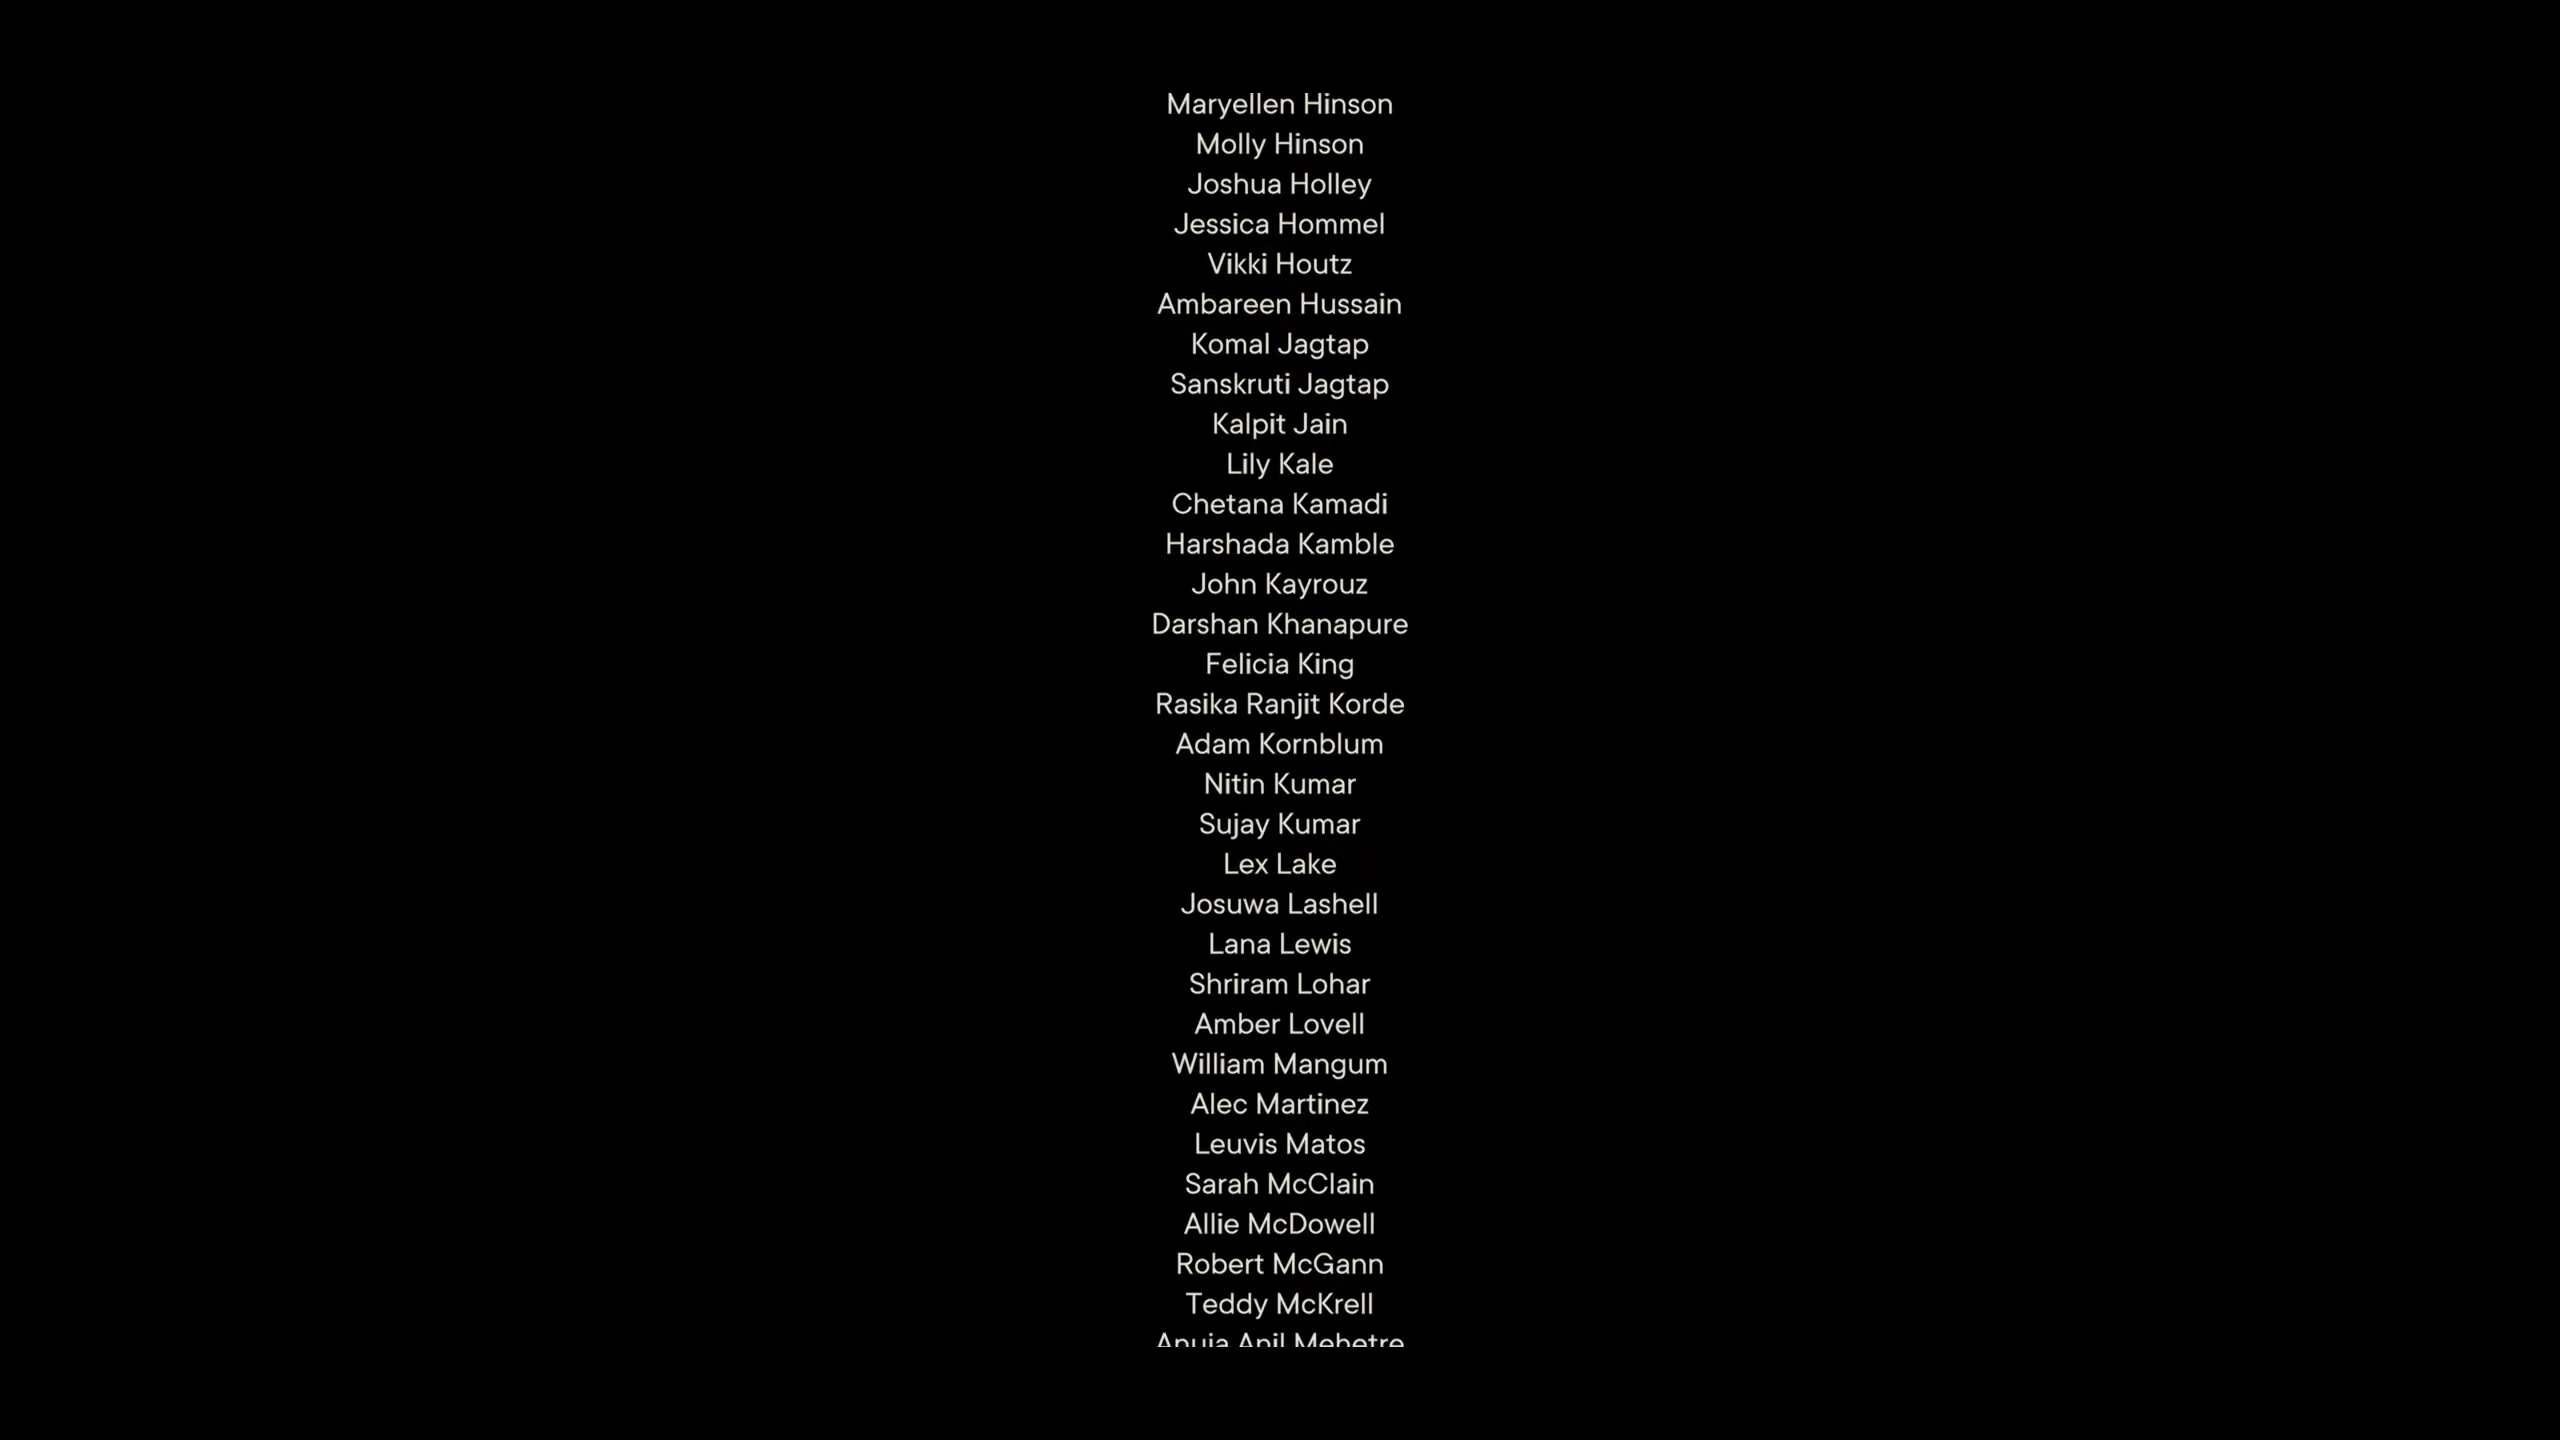 Maryellen Hinson
Molly Hinson
Joshua Holley
Jessica Hommel
Vikki Houtz
Ambareen Hussain
Komal Jagtap
Sanskruti Jagtap
Kalpit Jain
Lily Kale
Chetana Kamadi
Harshada Kamble
John Kayrouz
Darshan Khanapure
Felicia King
Rasika Ranjit Korde
Adam Kornblum
Nitin Kumar
Sujay Kumar
Lex Lake
Josuwa Lashell
Lana Lewis
Shriram Lohar
Amber Lovell
William Mangum
Alec Martinez
Leuvis Matos
Sarah McClain
Allie McDowell
Robert McGann
Teddy McKrell
Anuja Anil Mehetre